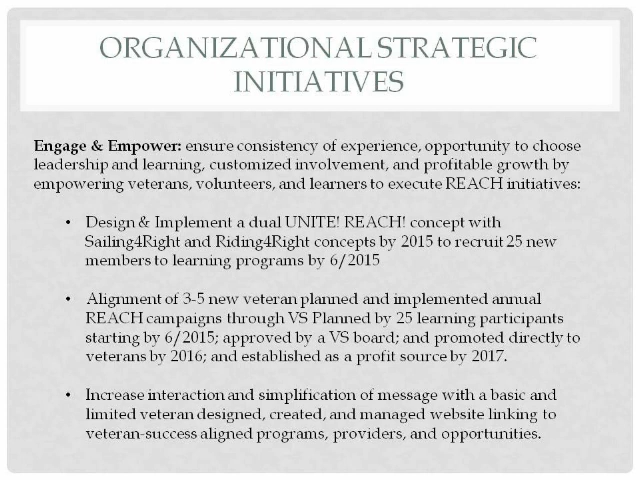 ORGANIZATIONAL STRATEGIC
INITIATIVES
Engage & Empower: ensure consistency of experience, opportunity to choose
leadership and learning, customized involvement, and profitable growth by
empowering veterans, volunteers, and learners to execute REACH initiatives:
• Design & Implement a dual UNITE! REACH! concept with
Sailing4Right and Riding4Right concepts by 2015 to recruit 25 new
members to learning programs by 6/2015
• Alignment of 3-5 new veteran planned and implemented annual
REACH campaigns through VS Planned by 25 learning participants
starting by 6/2015; approved by a VS board; and promoted directly to
veterans by 2016; and established as a profit source by 2017.
• Increase interaction and simplification of message with a basic and
limited veteran designed, created, and managed website linking to
veteran-success aligned programs, providers, and opportunities.